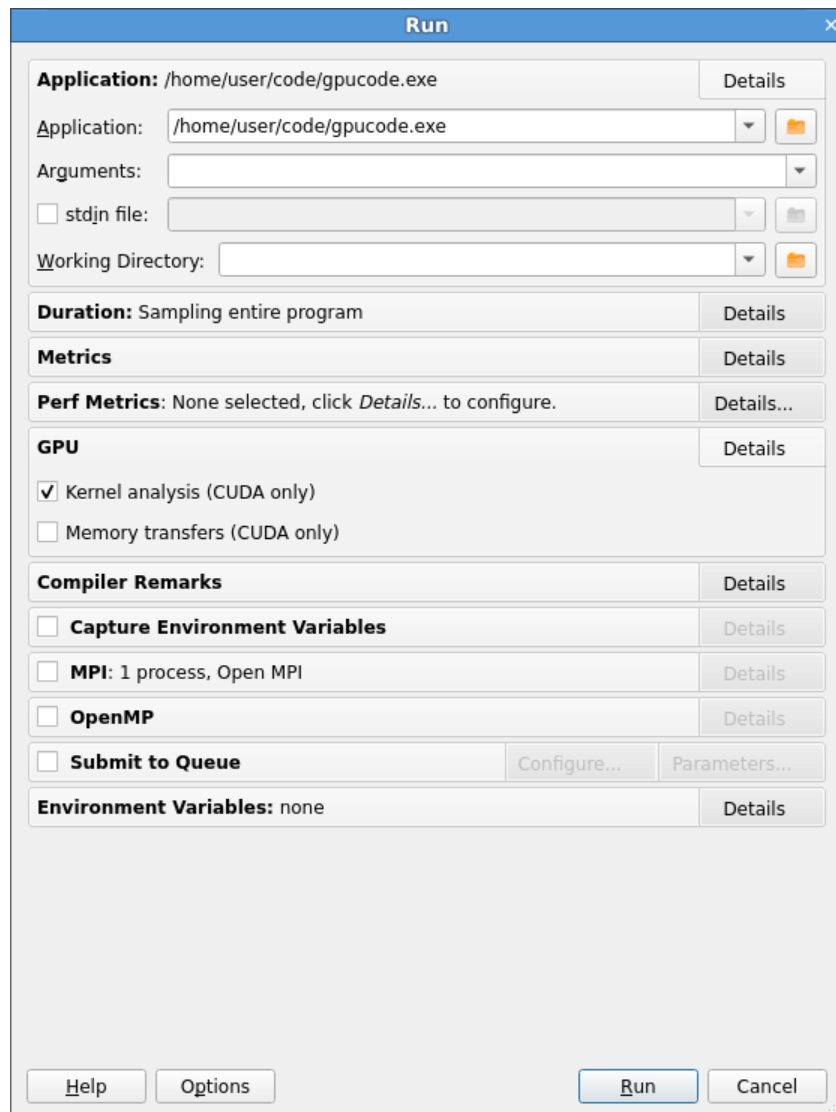 Run
Application: /home/user/code/gpucode.exe Details
Application: /home/user/code/gpucode.exe
Arguments:
stdin file:
Working Directory:
Duration: Sampling entire program Details
Metrics Details
Perf Metrics: None selected, click Details... to configure. Details...
GPU Details
Kernel analysis (CUDA only)
Memory transfers (CUDA only)
Compiler Remarks Details
Capture Environment Variables Details
MPI: 1 process, Open MPI Details
OpenMP Details
Submit to Queue Configure... Parameters...
Environment Variables: none Details
Help Options Run Cancel